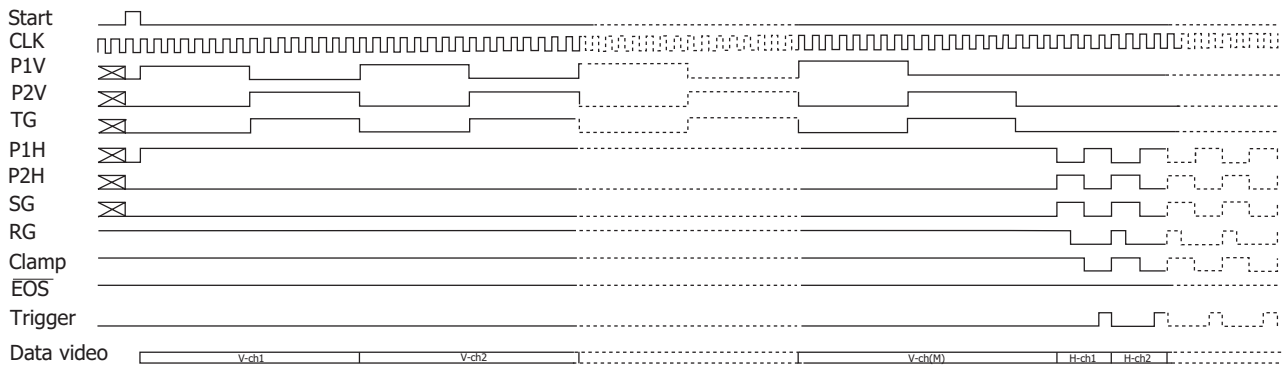 Start
CLK
P1V
P2V
TG
P1H
P2H
SG
RG
Clamp
EOS
Trigger
Data video V-ch1 V-ch2 V-ch(M) H-ch1 H-ch2